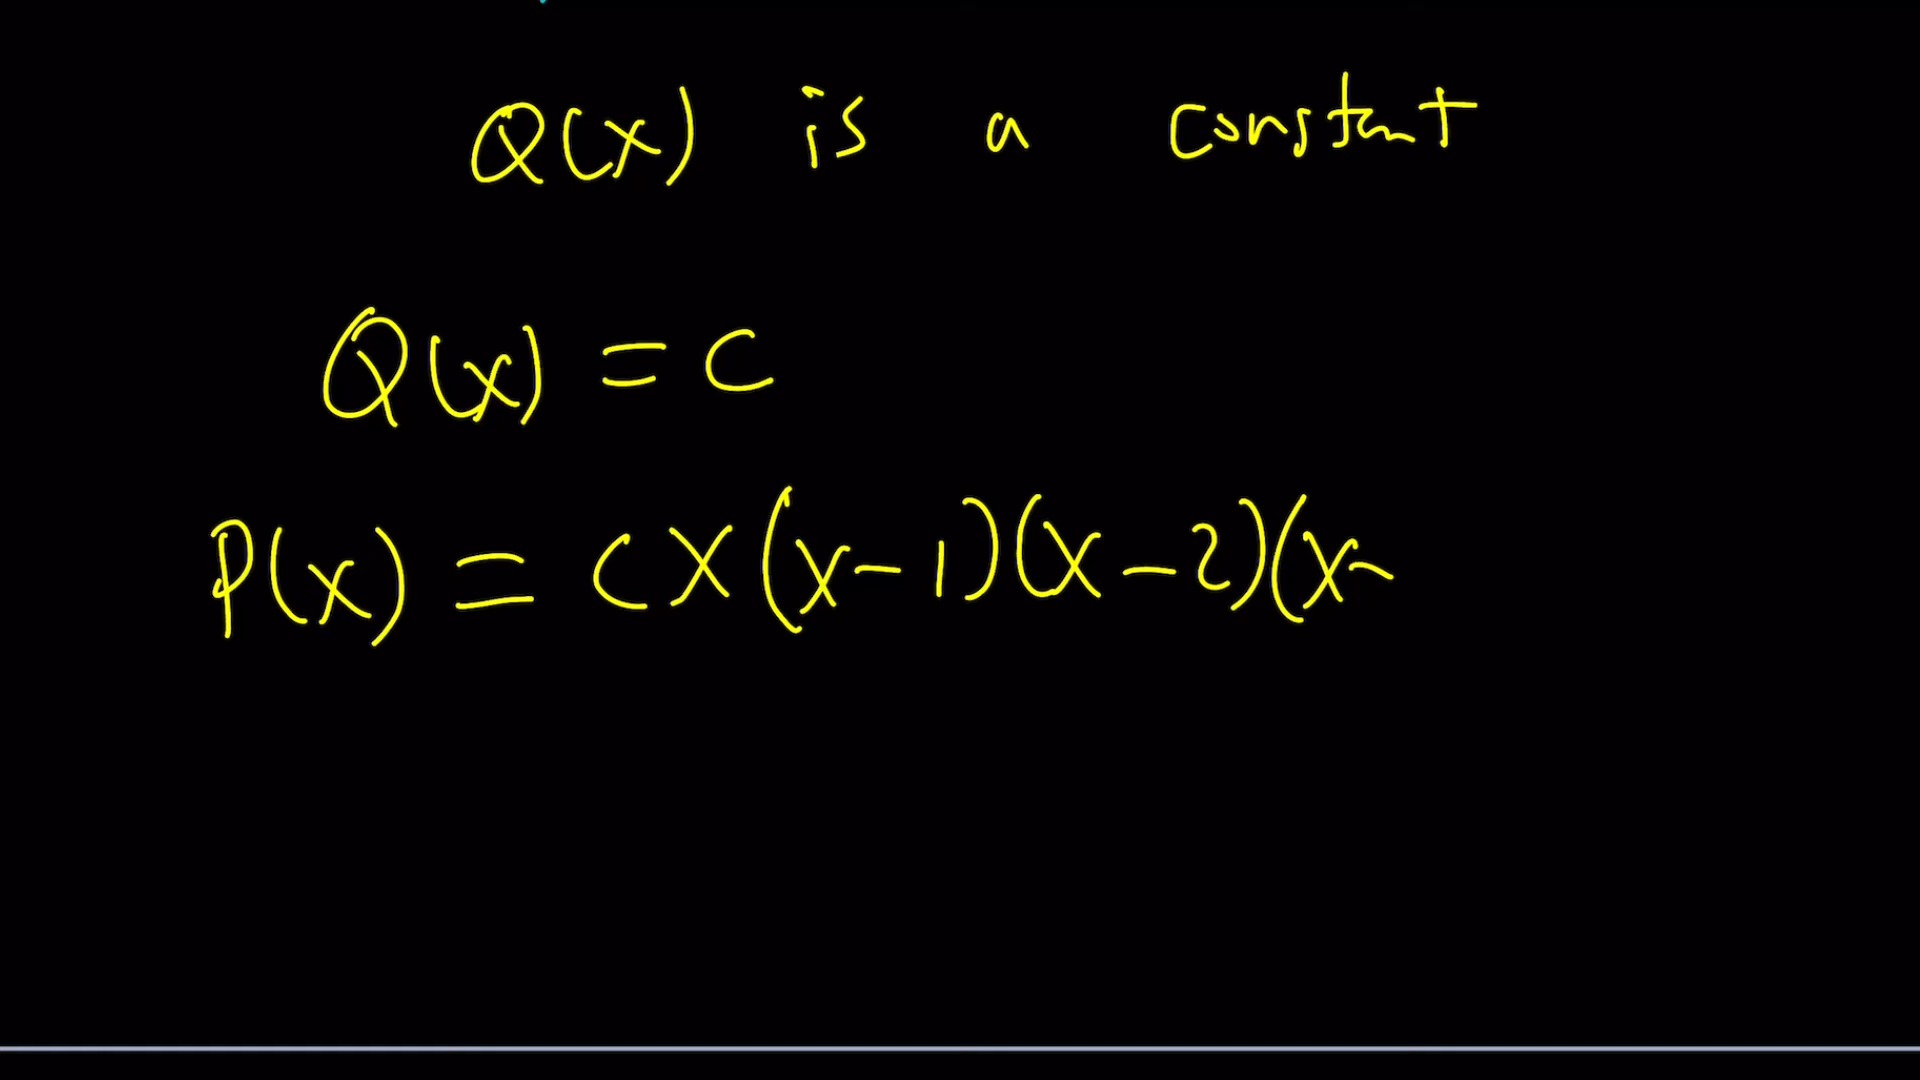 Q(x) is a constant
Q(x) = c
P(x) = cx(x-1)(x-2)(x-